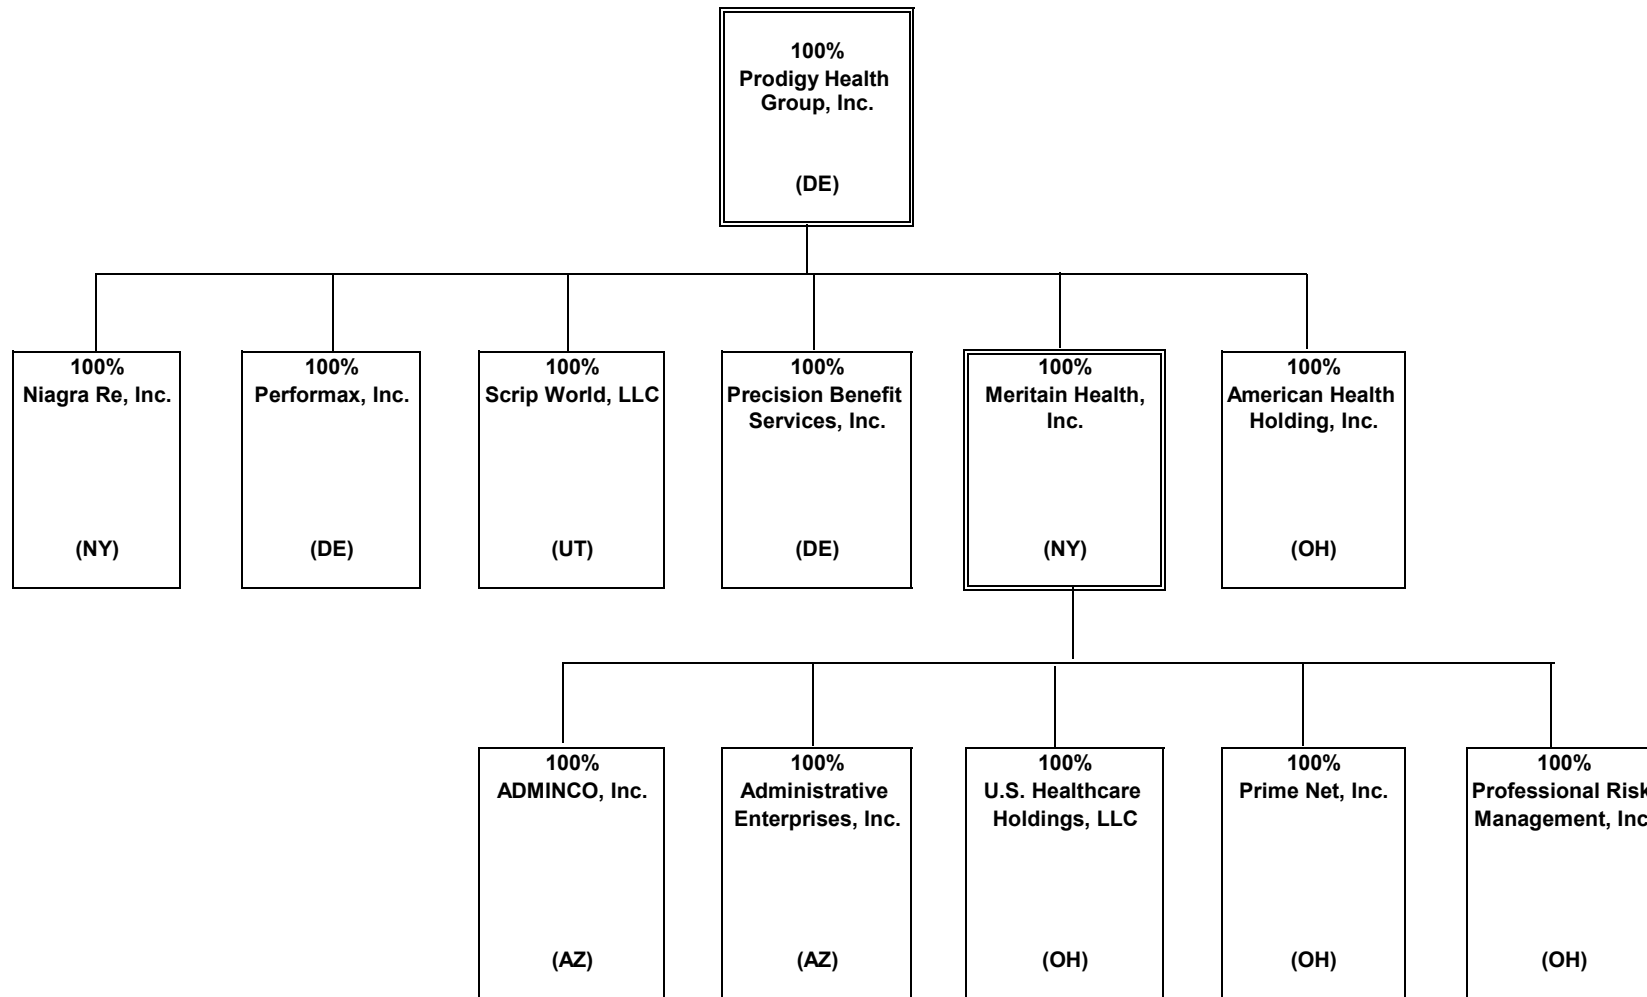 100%
Prodigy Health
Group, Inc.
(DE)
100%
Niagra Re, Inc.
(NY)
100%
Performax, Inc.
(DE)
100%
Scrip World, LLC
(UT)
100%
Precision Benefit
Services, Inc.
(DE)
100%
Meritain Health,
Inc.
(NY)
100%
American Health
Holding, Inc.
(OH)
100%
ADMINCO, Inc.
(AZ)
100%
Administrative
Enterprises, Inc.
(AZ)
100%
U.S. Healthcare
Holdings, LLC
(OH)
100%
Prime Net, Inc.
(OH)
100%
Professional Risk
Management, Inc
(OH)